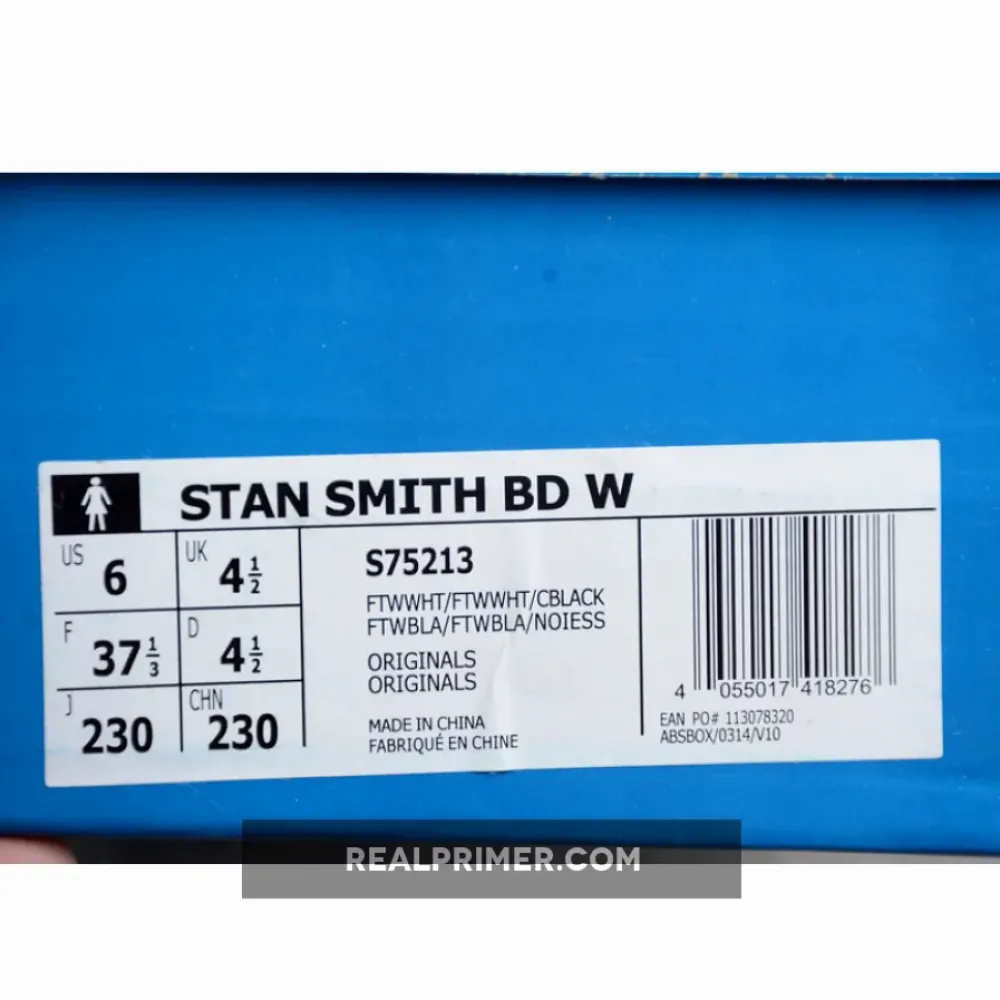 STAN SMITH BD W
US 6
UK 4 1/2
F 37 1/3
D 4 1/2
J 230
CHN 230
S75213
FTWWHT/FTWWHT/CBLACK
FTWBLA/FTWBLA/NOIESS
ORIGINALS
ORIGINALS
MADE IN CHINA
FABRIQUÉ EN CHINE
4 055017 418276
EAN PO# 113078320
ABSBOX/0314/V10
REALPRIMER.COM